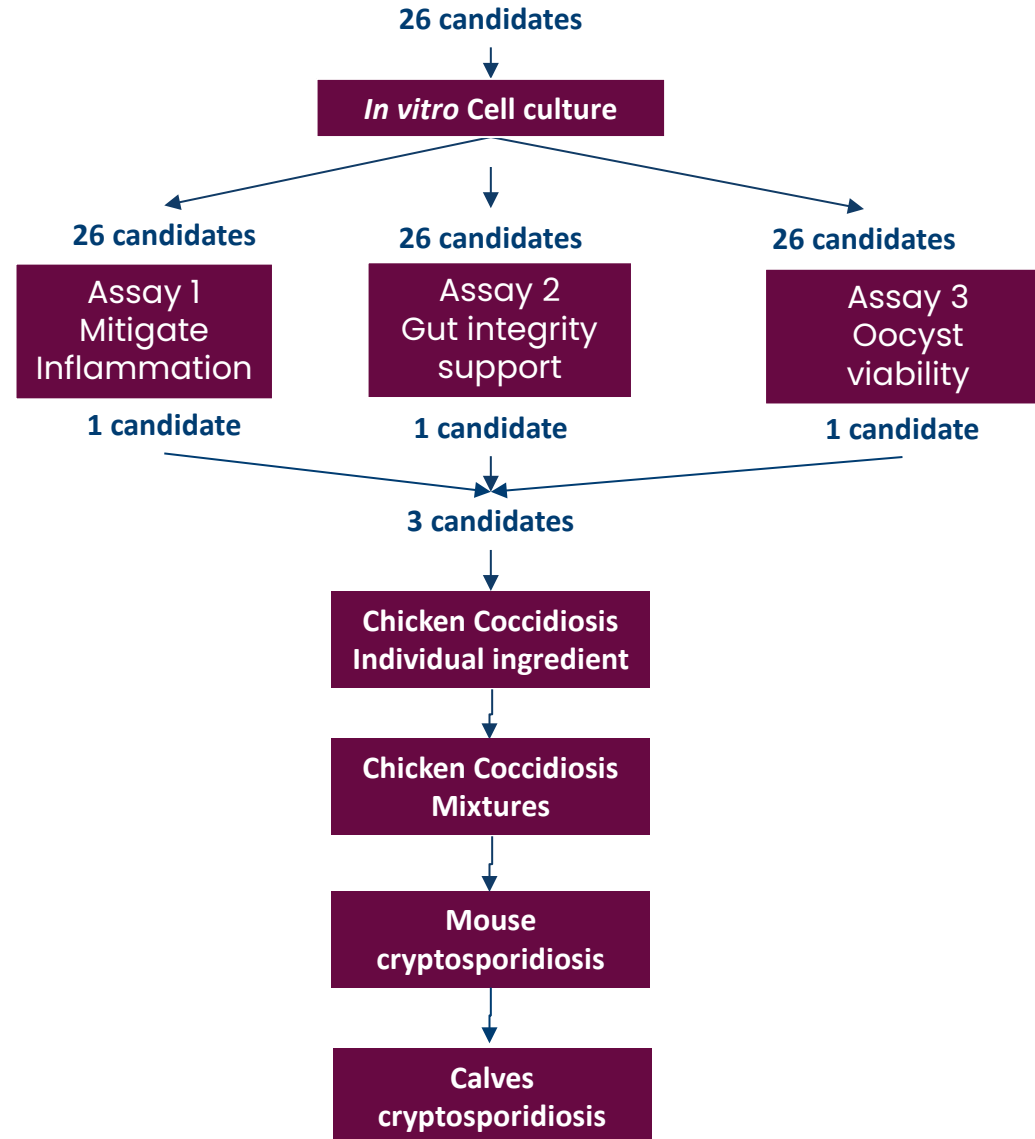 26 candidates
In vitro Cell culture
26 candidates
26 candidates
26 candidates
Assay 1
Mitigate
Inflammation
Assay 2
Gut integrity
support
Assay 3
Oocyst
viability
1 candidate
1 candidate
1 candidate
3 candidates
Chicken Coccidiosis
Individual ingredient
Chicken Coccidiosis
Mixtures
Mouse
cryptosporidiosis
Calves
cryptosporidiosis